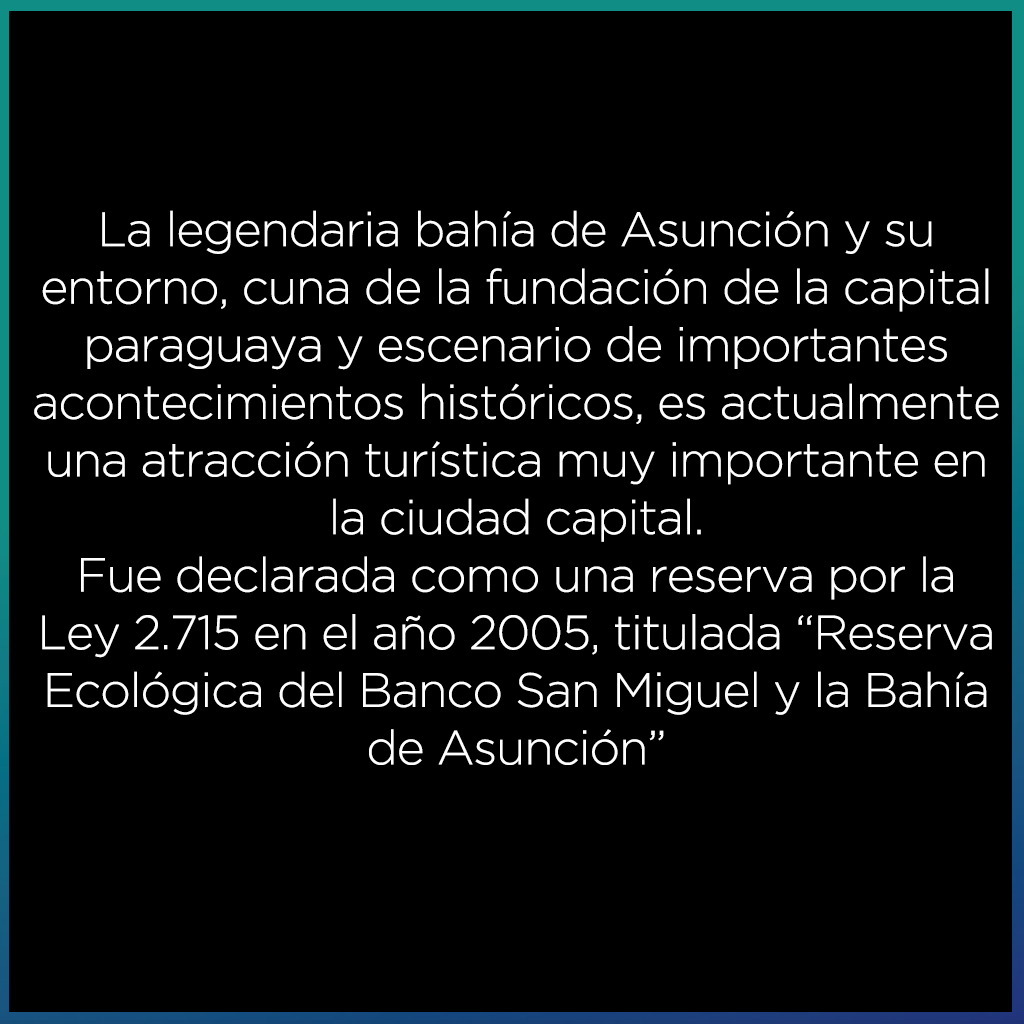 La legendaria bahía de Asunción y su
entorno, cuna de la fundación de la capital
paraguaya y escenario de importantes
acontecimientos históricos, es actualmente
una atracción turística muy importante en
la ciudad capital.
Fue declarada como una reserva por la
Ley 2.715 en el año 2005, titulada “Reserva
Ecológica del Banco San Miguel y la Bahía
de Asunción”